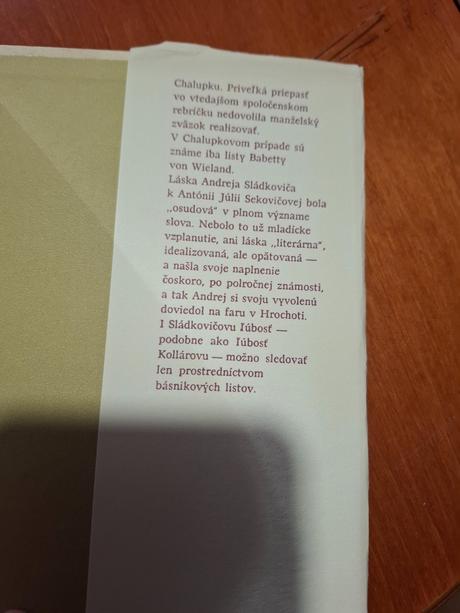 Chalupku. Priveľká priepasť
vo vtedajšom spoločenskom
rebríčku nedovolila manželský
zväzok realizovať.
V Chalupkovom prípade sú
známe iba listy Babetty
von Wieland.
Láska Andreja Sládkoviča
k Antónii Júlii Sekovičovej bola
„osudová“ v plnom význame
slova. Nebolo to už mladícke
vzplanutie, ani láska „literárna“,
idealizovaná, ale opätovaná —
a našla svoje naplnenie
čoskoro, po polročnej známosti,
a tak Andrej si svoju vyvolenú
doviedol na faru v Hrochoti.
I Sládkovičovu ľúbosť —
podobne ako ľúbosť
Kollárovu — možno sledovať
len prostredníctvom
básnikových listov.